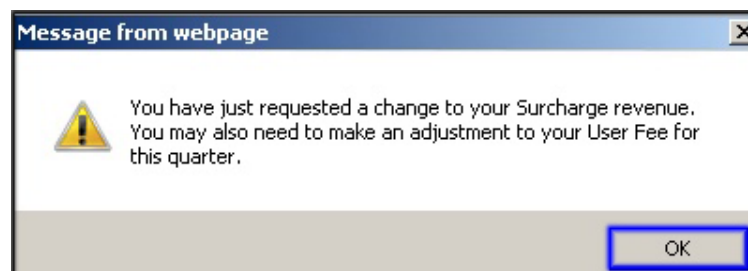 Message from webpage
You have just requested a change to your Surcharge revenue.
You may also need to make an adjustment to your User Fee for
this quarter.
OK